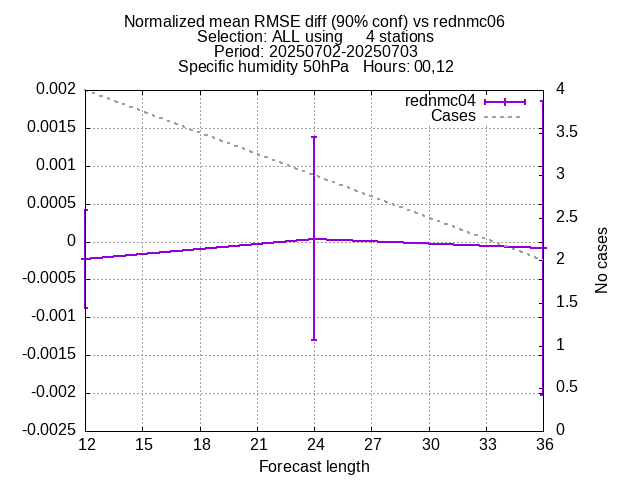 Normalized mean RMSE diff (90% conf) vs rednmc06
Selection: ALL using     4 stations
Period: 20250702-20250703
Specific humidity 50hPa   Hours: 00,12
rednmc04
Cases
0.002
0.0015
0.001
0.0005
0
-0.0005
-0.001
-0.0015
-0.002
-0.0025
4
3.5
3
2.5
2
1.5
1
0.5
0
No cases
12 15 18 21 24 27 30 33 36
Forecast length